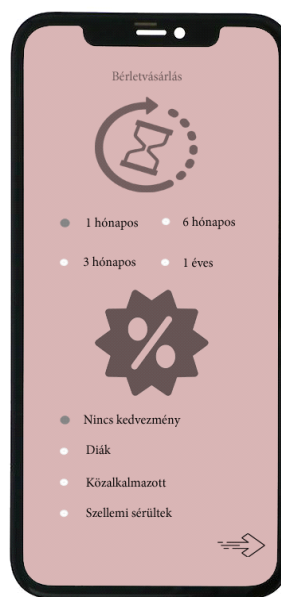 Bérletvásárlás
1 hónapos
6 hónapos
3 hónapos
1 éves
%
Nincs kedvezmény
Diák
Közalkalmazott
Szellemi sérültek